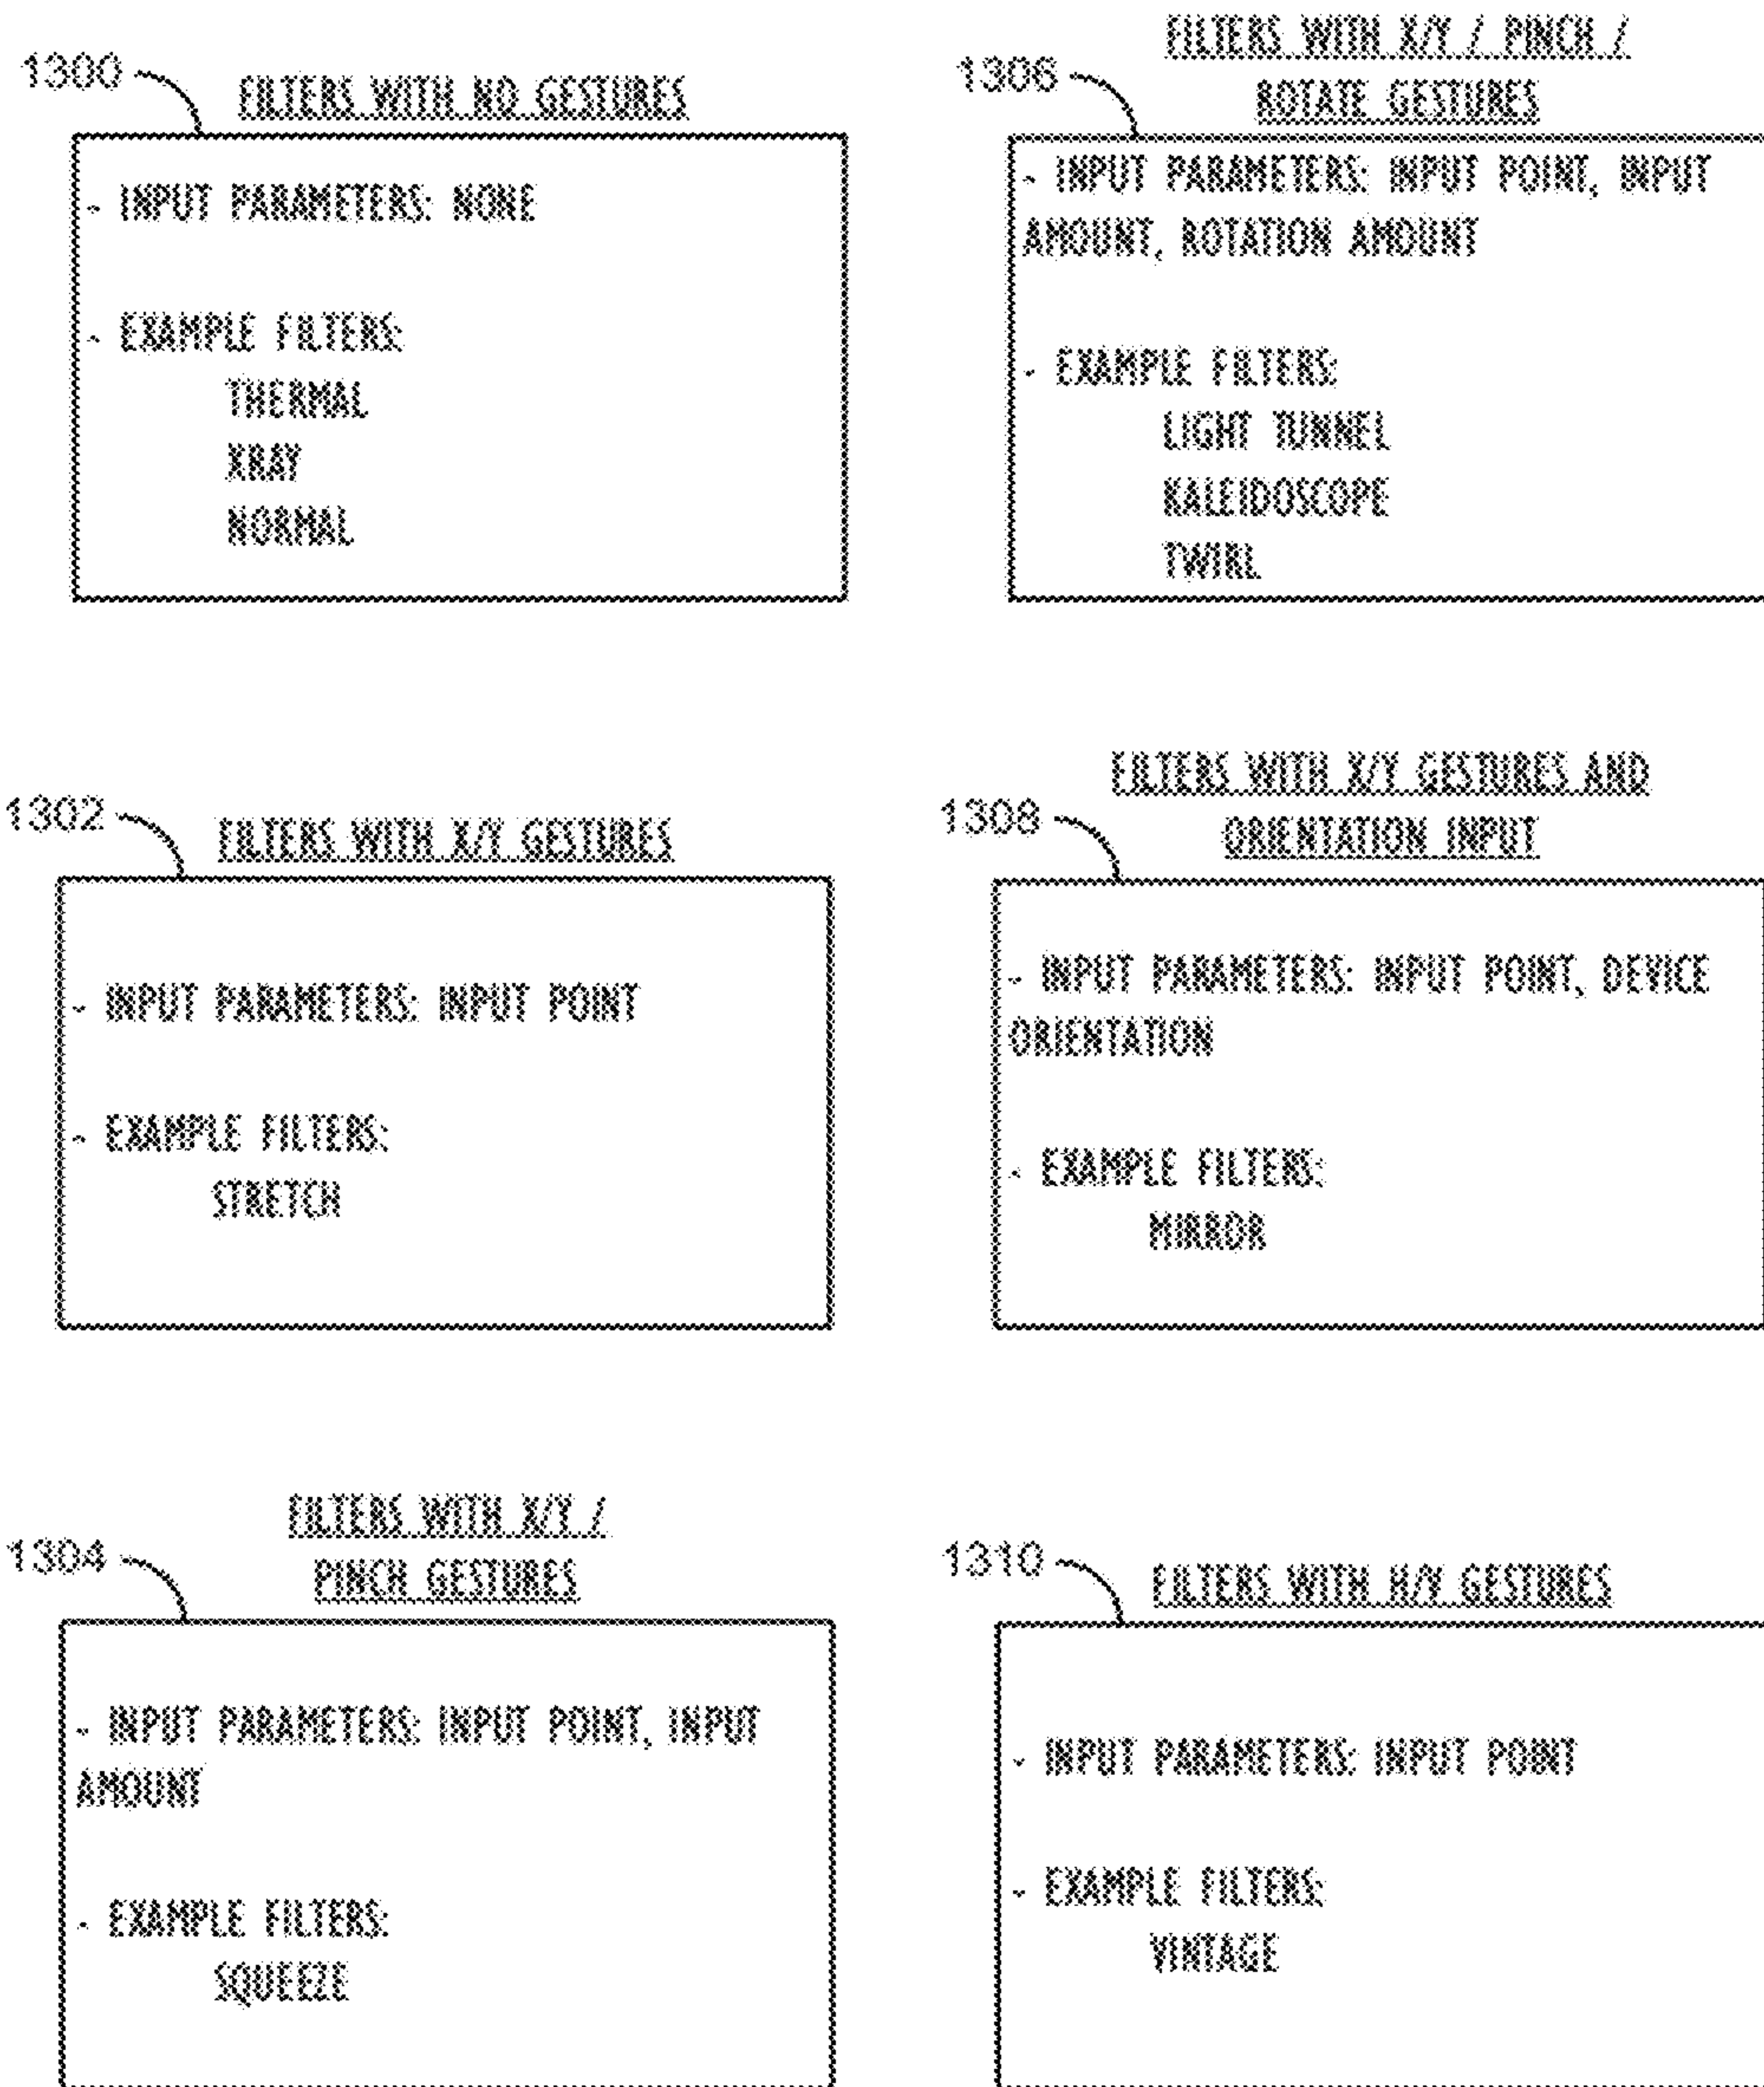 1300
FILTERS WITH NO GESTURES
- INPUT PARAMETERS: NONE
- EXAMPLE FILTERS:
THERMAL
XRAY
NORMAL
1306
FILTERS WITH X/Y / PINCH /
ROTATE GESTURES
- INPUT PARAMETERS: INPUT POINT, INPUT
AMOUNT, ROTATION AMOUNT
- EXAMPLE FILTERS:
LIGHT TUNNEL
KALEIDOSCOPE
TWIRL
1302
FILTERS WITH X/Y GESTURES
- INPUT PARAMETERS: INPUT POINT
- EXAMPLE FILTERS:
STRETCH
1308
FILTERS WITH X/Y GESTURES AND
ORIENTATION INPUT
- INPUT PARAMETERS: INPUT POINT, DEVICE
ORIENTATION
- EXAMPLE FILTERS:
MIRROR
1304
FILTERS WITH X/Y /
PINCH GESTURES
- INPUT PARAMETERS: INPUT POINT, INPUT
AMOUNT
- EXAMPLE FILTERS:
SQUEEZE
1310
FILTERS WITH H/V GESTURES
- INPUT PARAMETERS: INPUT POINT
- EXAMPLE FILTERS:
VINTAGE